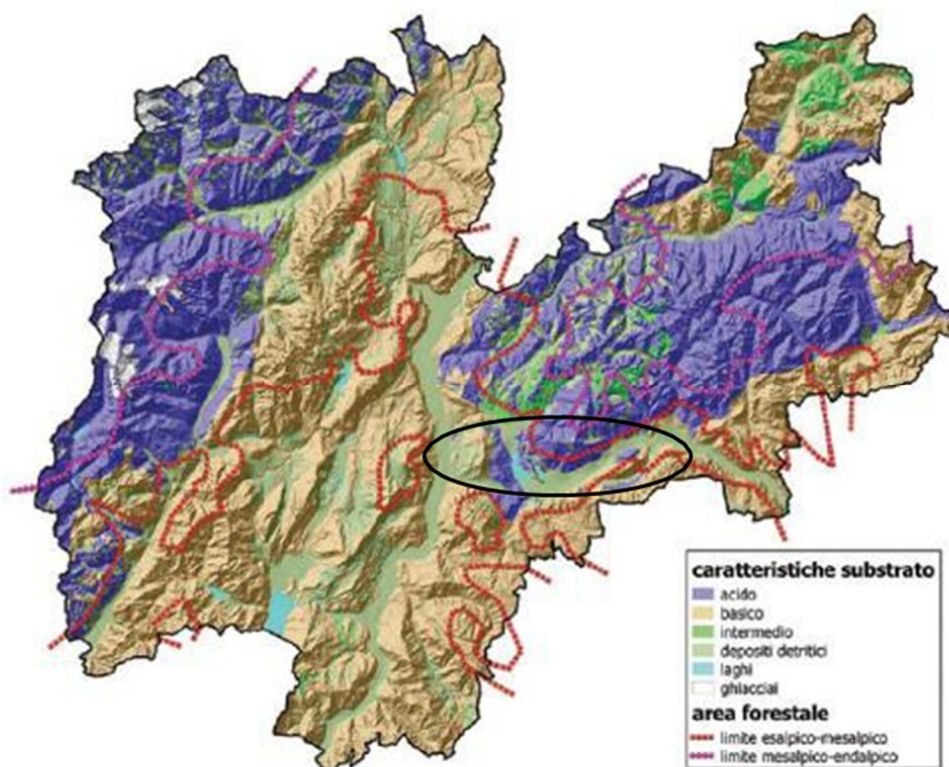 caratteristiche substrato
acido
basico
intermedio
depositi detritici
laghi
ghiacciai
area forestale
limite esalpico-mesalpico
limite mesalpico-endalpico